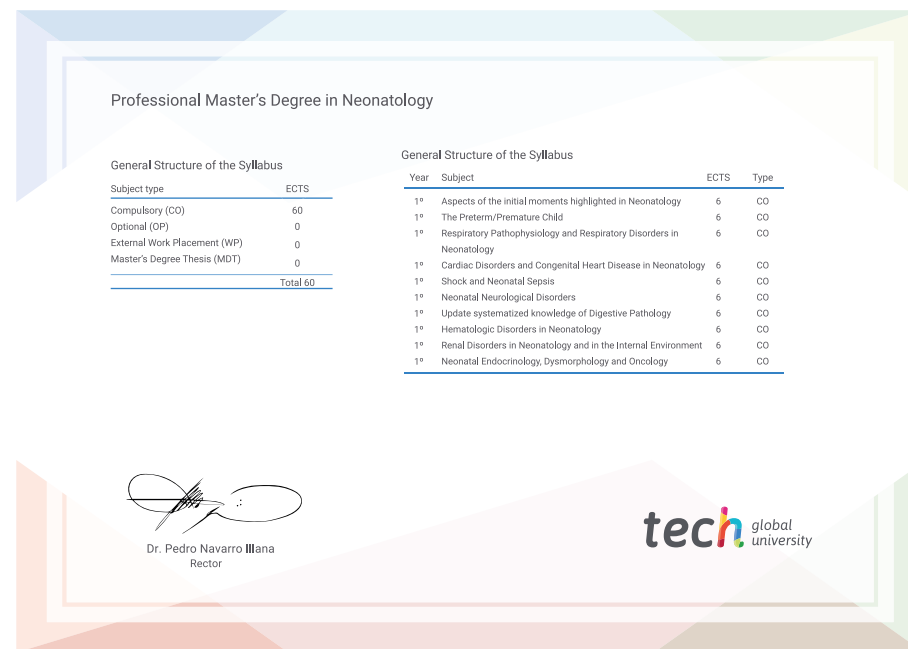 Professional Master's Degree in Neonatology
General Structure of the Syllabus
Subject type ECTS
Compulsory (CO) 60
Optional (OP) 0
External Work Placement (WP) 0
Master's Degree Thesis (MDT) 0
Total 60
General Structure of the Syllabus
Year Subject ECTS Type
1º Aspects of the initial moments highlighted in Neonatology 6 CO
1º The Preterm/Premature Child 6 CO
1º Respiratory Pathophysiology and Respiratory Disorders in 6 CO
Neonatology
1º Cardiac Disorders and Congenital Heart Disease in Neonatology 6 CO
1º Shock and Neonatal Sepsis 6 CO
1º Neonatal Neurological Disorders 6 CO
1º Update systematized knowledge of Digestive Pathology 6 CO
1º Hematologic Disorders in Neonatology 6 CO
1º Renal Disorders in Neonatology and in the Internal Environment 6 CO
1º Neonatal Endocrinology, Dysmorphology and Oncology 6 CO
Dr. Pedro Navarro Illana
Rector
tech global
university